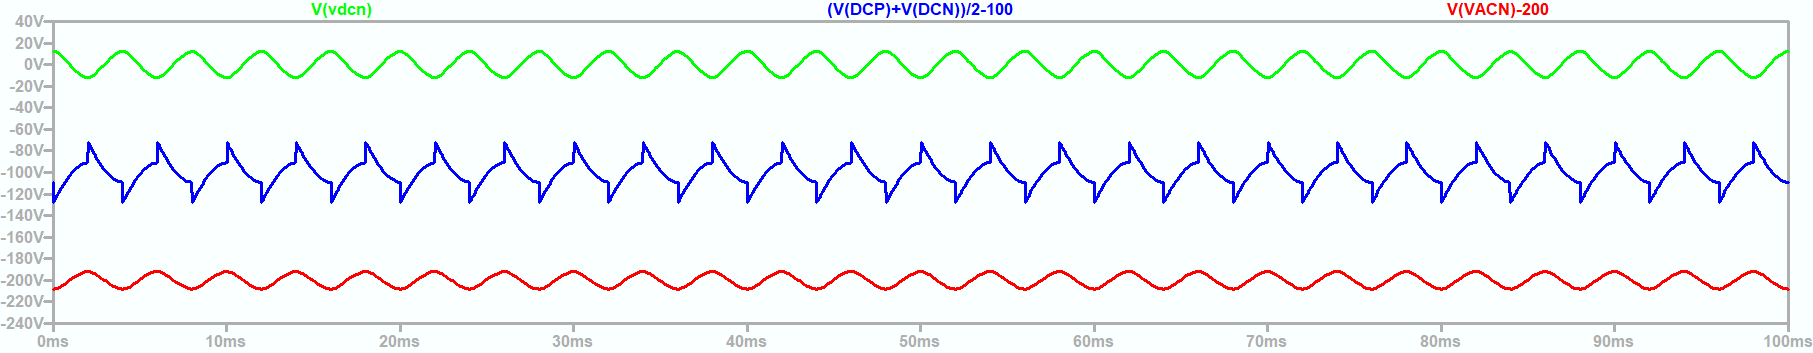 V(vdcn) (V(DCP)+V(DCN))/2-100 V(VACN)-200
40V
20V
0V
-20V
-40V
-60V
-80V
-100V
-120V
-140V
-160V
-180V
-200V
-220V
-240V
0ms 10ms 20ms 30ms 40ms 50ms 60ms 70ms 80ms 90ms 100ms